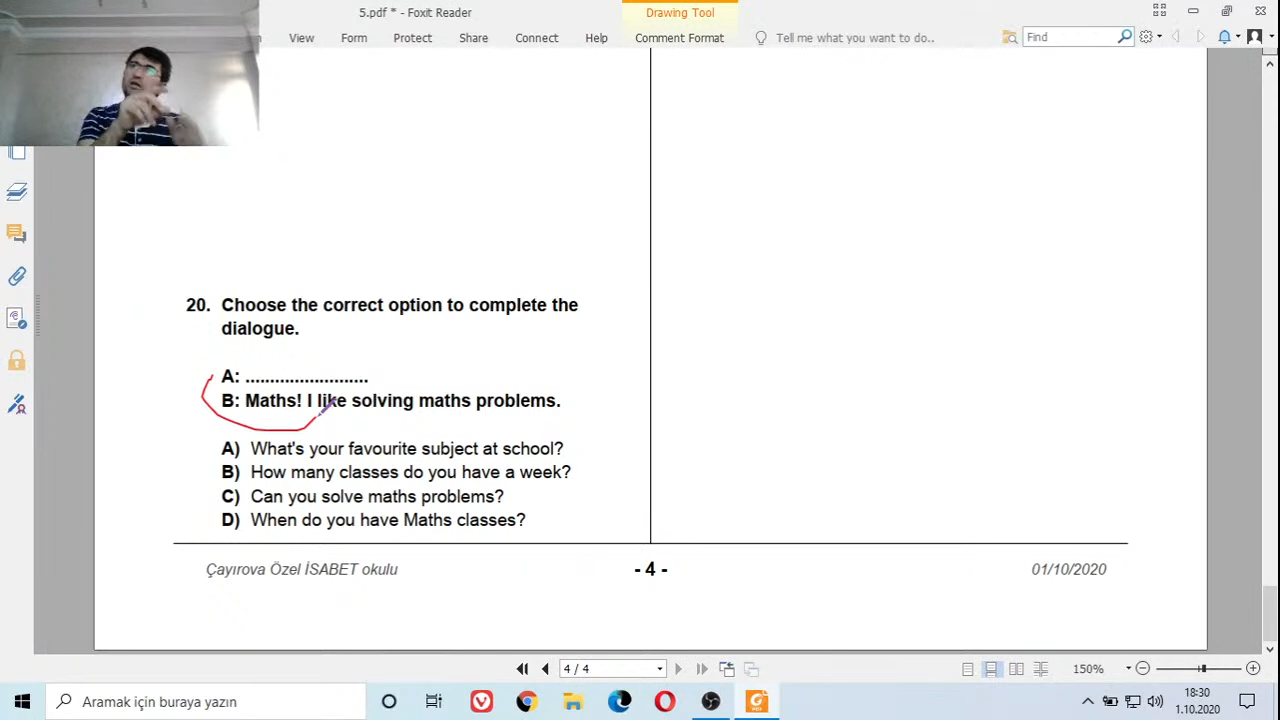 5.pdf * - Foxit Reader
Drawing Tool
View Form Protect Share Connect Help Comment Format Tell me what you want to do.. Find
20. Choose the correct option to complete the
dialogue.
A: .........................
B: Maths! I like solving maths problems.
A) What's your favourite subject at school?
B) How many classes do you have a week?
C) Can you solve maths problems?
D) When do you have Maths classes?
Çayırova Özel İSABET okulu
- 4 -
01/10/2020
4 / 4
150%
Aramak için buraya yazın
18:30
1.10.2020